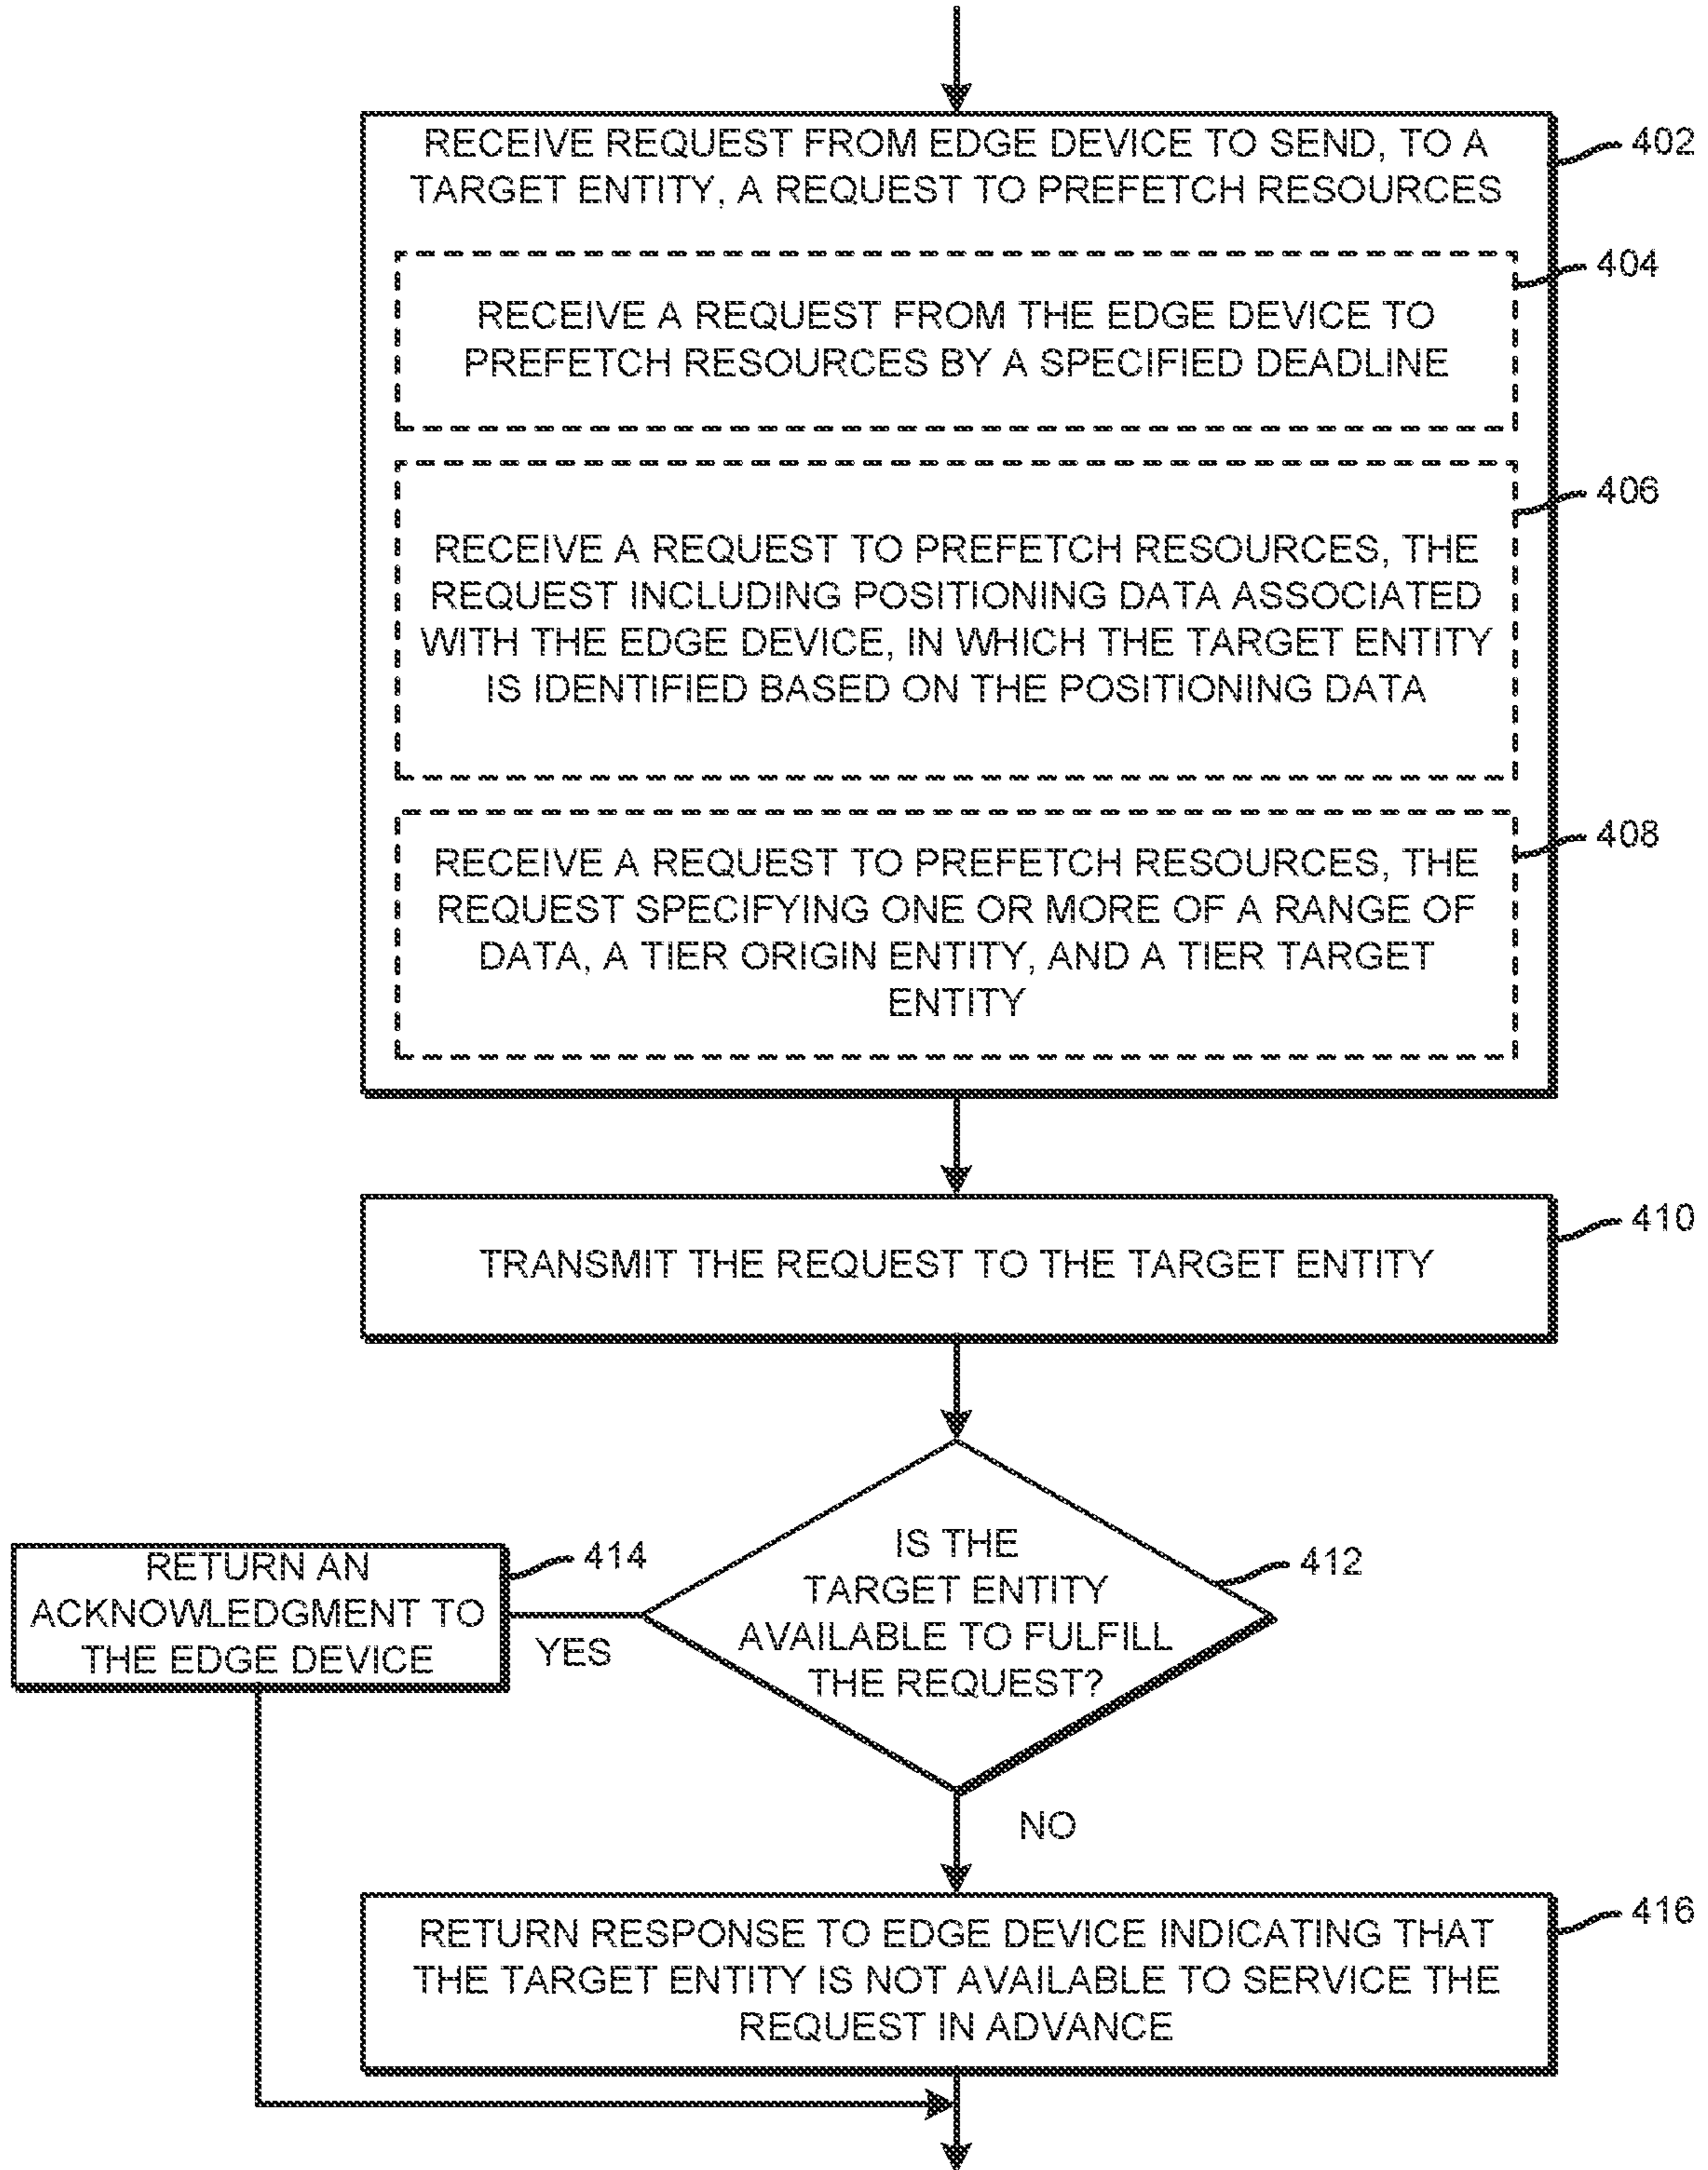 RECEIVE REQUEST FROM EDGE DEVICE TO SEND, TO A
TARGET ENTITY, A REQUEST TO PREFETCH RESOURCES
402
404
RECEIVE A REQUEST FROM THE EDGE DEVICE TO
PREFETCH RESOURCES BY A SPECIFIED DEADLINE
406
RECEIVE A REQUEST TO PREFETCH RESOURCES, THE
REQUEST INCLUDING POSITIONING DATA ASSOCIATED
WITH THE EDGE DEVICE, IN WHICH THE TARGET ENTITY
IS IDENTIFIED BASED ON THE POSITIONING DATA
408
RECEIVE A REQUEST TO PREFETCH RESOURCES, THE
REQUEST SPECIFYING ONE OR MORE OF A RANGE OF
DATA, A TIER ORIGIN ENTITY, AND A TIER TARGET
ENTITY
410
TRANSMIT THE REQUEST TO THE TARGET ENTITY
IS THE
TARGET ENTITY
AVAILABLE TO FULFILL
THE REQUEST?
412
RETURN AN
ACKNOWLEDGMENT TO
THE EDGE DEVICE
414
YES
NO
416
RETURN RESPONSE TO EDGE DEVICE INDICATING THAT
THE TARGET ENTITY IS NOT AVAILABLE TO SERVICE THE
REQUEST IN ADVANCE